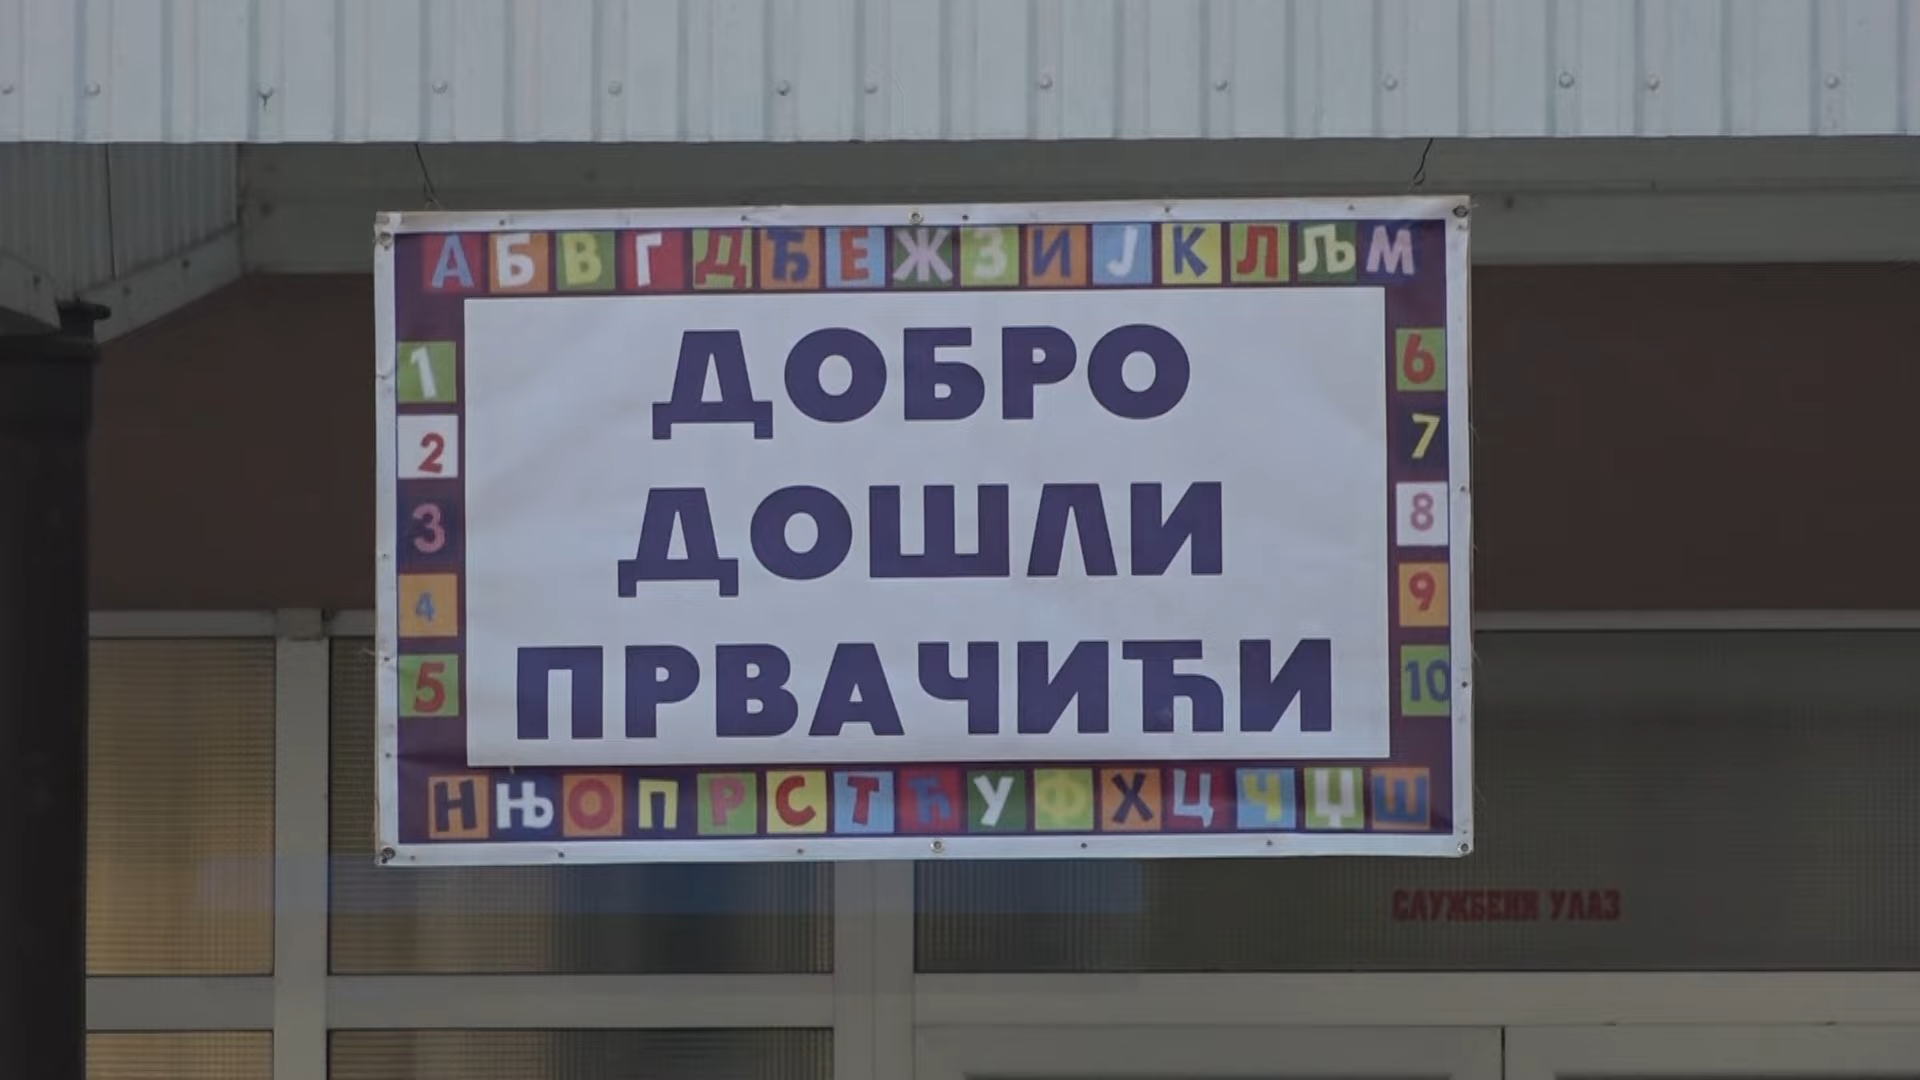 А Б В Г Д Ђ Е Ж З И Ј К Л Љ М
1
2
3
4
5
ДОБРО
ДОШЛИ
ПРВАЧИЋИ
6
7
8
9
10
Н Њ О П Р С Т Ћ У Ф Х Ц Ч Џ Ш
СЛУЖБЕНИ УЛАЗ